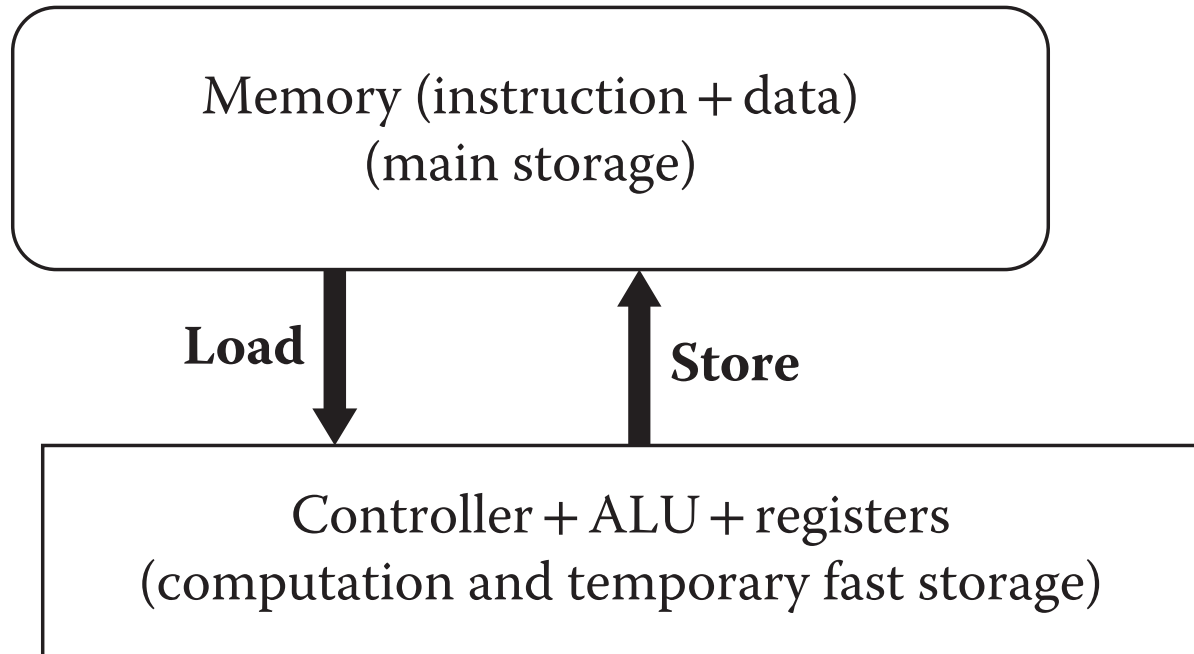 Memory (instruction + data)
(main storage)
Load
Store
Controller + ALU + registers
(computation and temporary fast storage)